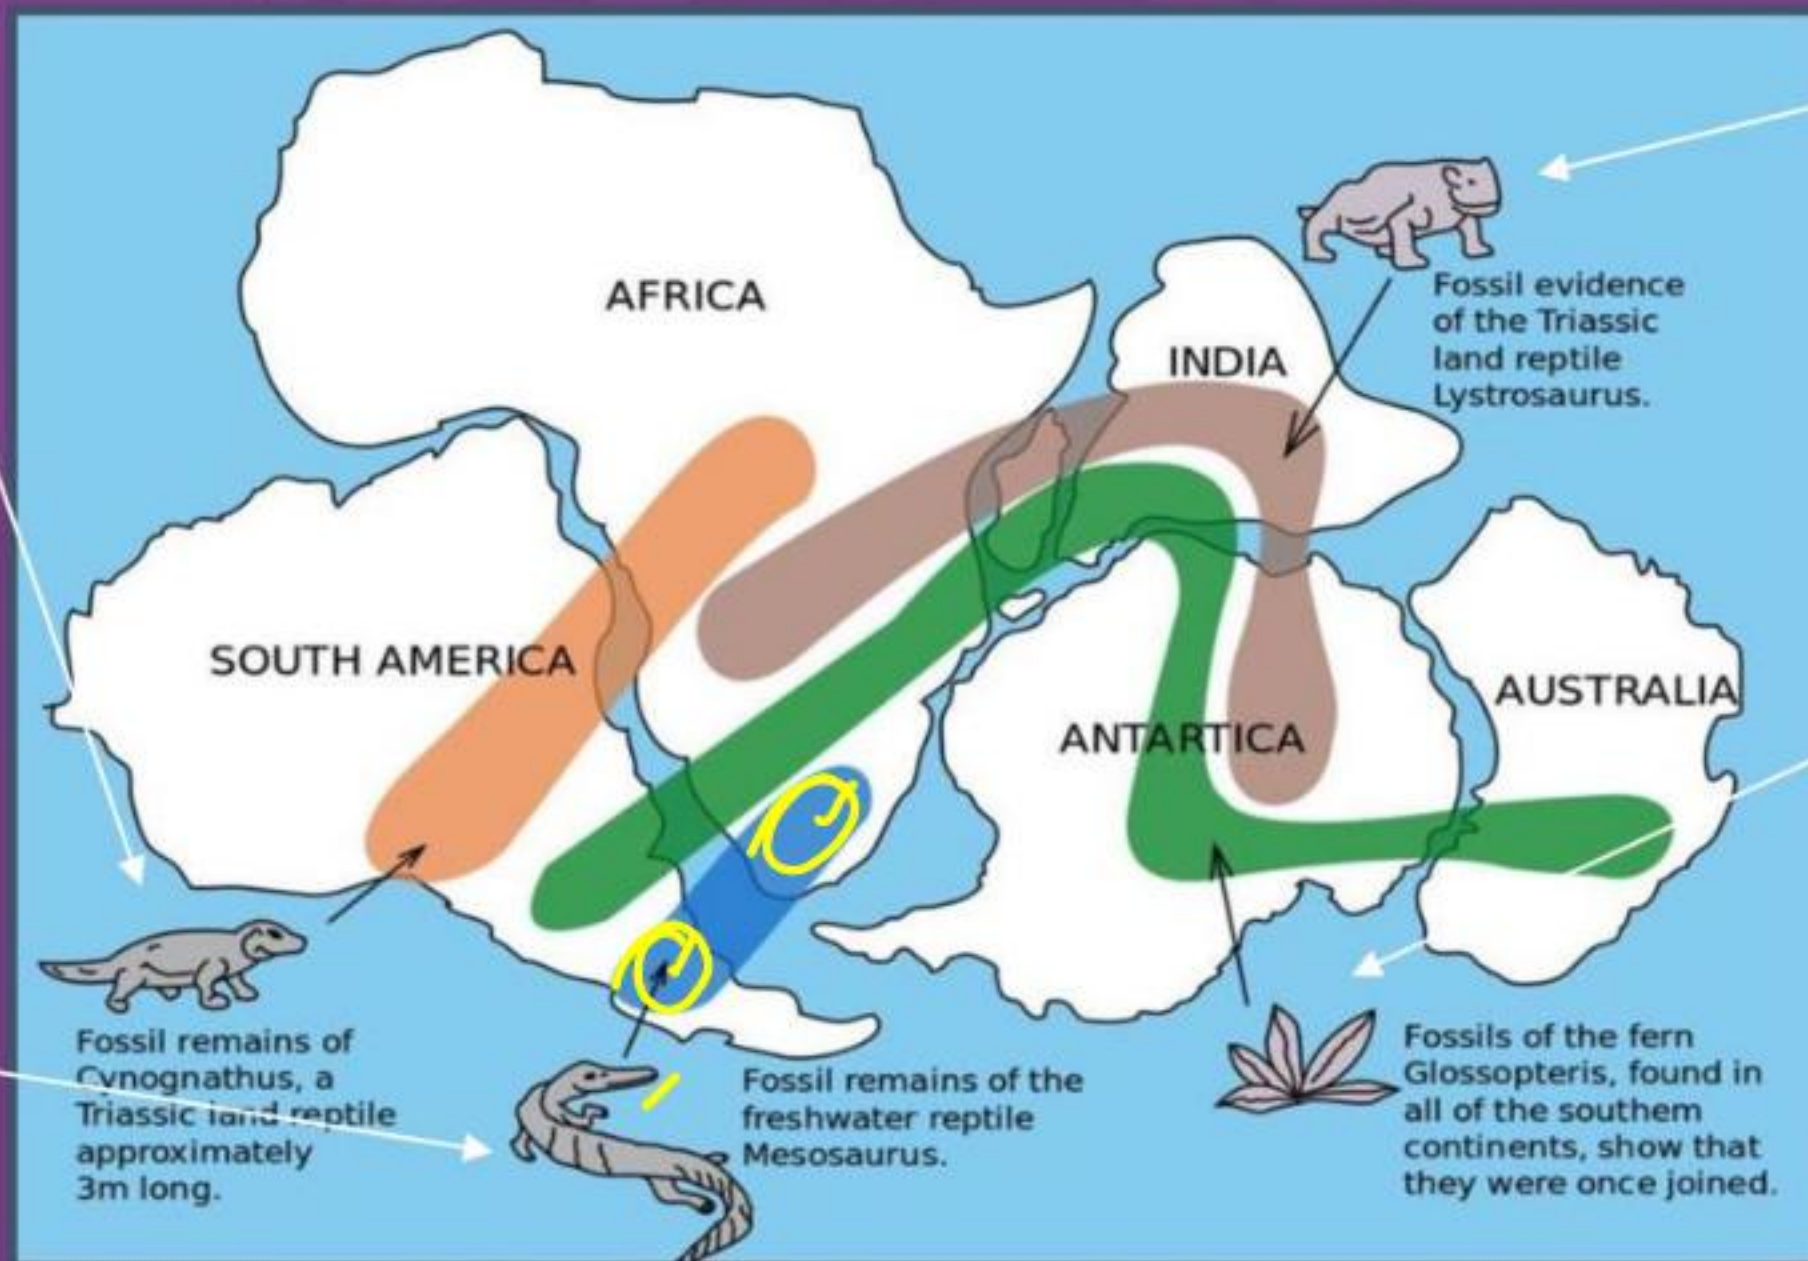 AFRICA
INDIA
Fossil evidence
of the Triassic
land reptile
Lystrosaurus.
SOUTH AMERICA
ANTARTICA
AUSTRALIA
Fossil remains of
Cynognathus, a
Triassic land reptile
approximately
3m long.
Fossil remains of the
freshwater reptile
Mesosaurus.
Fossils of the fern
Glossopteris, found in
all of the southem
continents, show that
they were once joined.